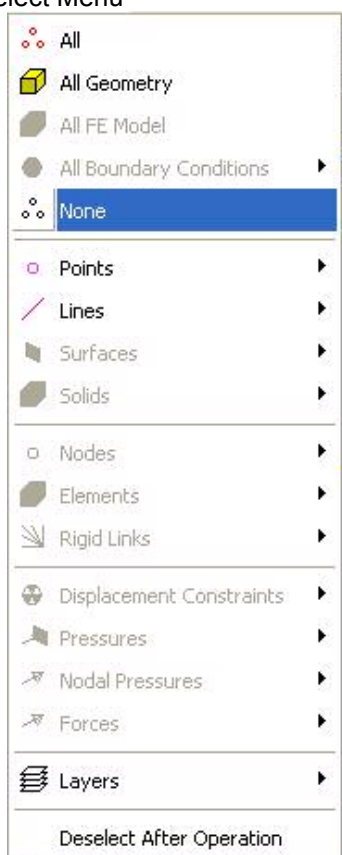 Select Menu
All
All Geometry
All FE Model
All Boundary Conditions
None
Points
Lines
Surfaces
Solids
Nodes
Elements
Rigid Links
Displacement Constraints
Pressures
Nodal Pressures
Forces
Layers
Deselect After Operation